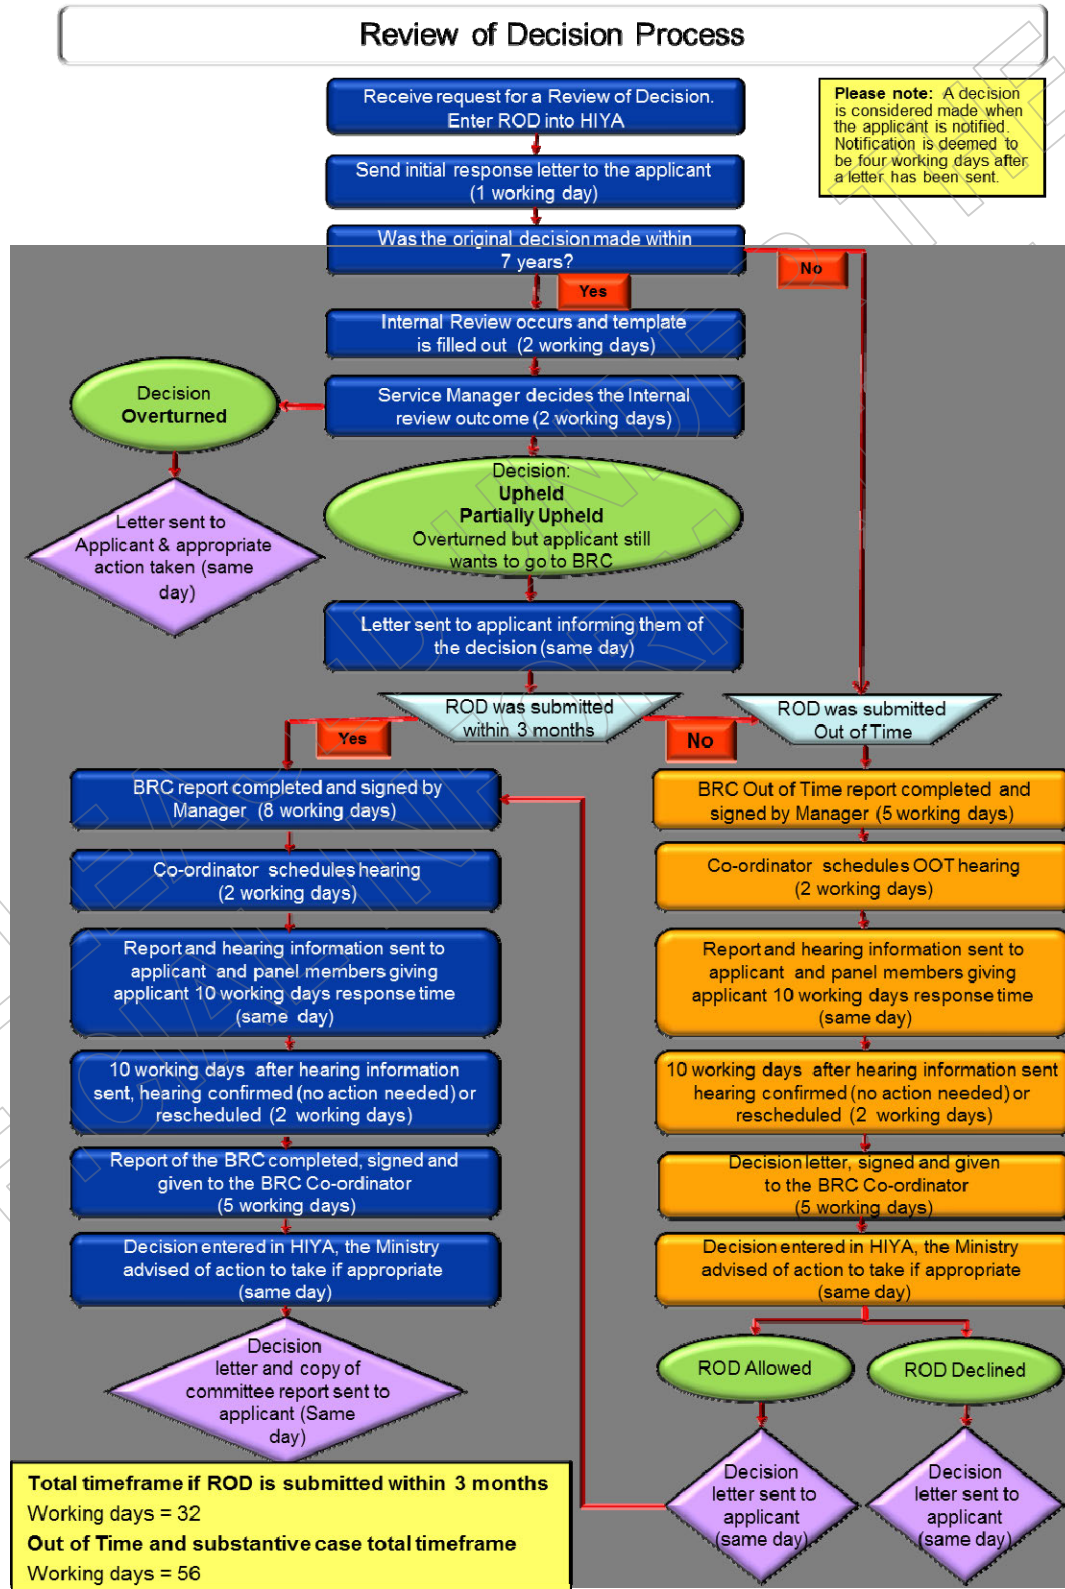 Review of Decision Process
Receive request for a Review of Decision.
Enter ROD into HIYA
Please note: A decision
is considered made when
the applicant is notified.
Notification is deemed to
be four working days after
a letter has been sent.
Send initial response letter to the applicant
(1 working day)
Was the original decision made within
7 years?
No
Yes
Internal Review occurs and template
is filled out (2 working days)
Service Manager decides the Internal
review outcome (2 working days)
Decision
Overturned
Decision:
Upheld
Partially Upheld
Overturned but applicant still
wants to go to BRC
Letter sent to
Applicant & appropriate
action taken (same
day)
Letter sent to applicant informing them of
the decision (same day)
ROD was submitted
within 3 months
ROD was submitted
Out of Time
Yes
No
BRC report completed and signed by
Manager (8 working days)
Co-ordinator schedules hearing
(2 working days)
Report and hearing information sent to
applicant and panel members giving
applicant 10 working days response time
(same day)
10 working days after hearing information
sent, hearing confirmed (no action needed) or
rescheduled (2 working days)
Report of the BRC completed, signed and
given to the BRC Co-ordinator
(5 working days)
Decision entered in HIYA, the Ministry
advised of action to take if appropriate
(same day)
Decision
letter and copy of
committee report sent to
applicant (Same
day)
BRC Out of Time report completed and
signed by Manager (5 working days)
Co-ordinator schedules OOT hearing
(2 working days)
Report and hearing information sent to
applicant and panel members giving
applicant 10 working days response time
(same day)
10 working days after hearing information sent
hearing confirmed (no action needed) or
rescheduled (2 working days)
Decision letter, signed and given
to the BRC Co-ordinator
(5 working days)
Decision entered in HIYA, the Ministry
advised of action to take if appropriate
(same day)
ROD Allowed
ROD Declined
Decision
letter sent to
applicant
(same day)
Decision
letter sent to
applicant
(same day)
Total timeframe if ROD is submitted within 3 months
Working days = 32
Out of Time and substantive case total timeframe
Working days = 56